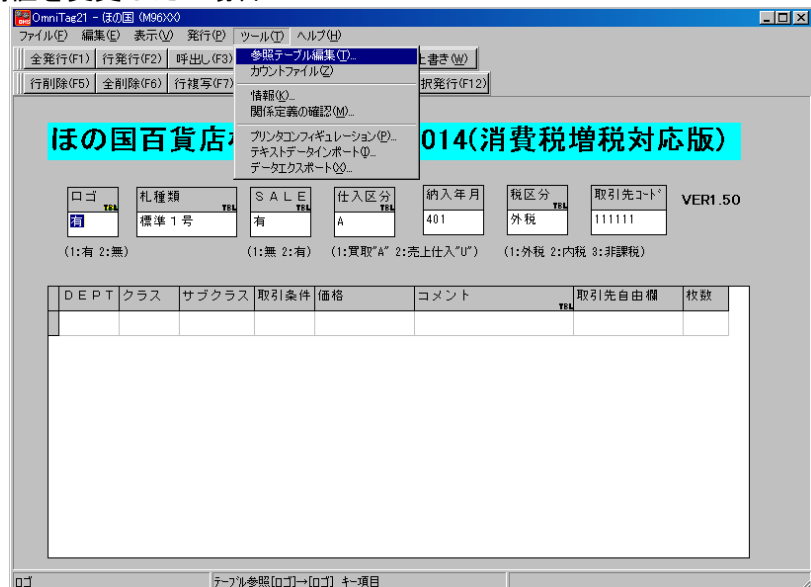 OmniTag21 - (ほの国 (M96XX)
ファイル(F) 編集(E) 表示(V) 発行(P) ツール(T) ヘルプ(H)
全発行(F1) 行発行(F2) 呼出し(F3) 上書き(W)
行削除(F5) 全削除(F6) 行複写(F7) 択発行(F12)
参照テーブル編集(T)...
カウントファイル(Z)
情報(K)...
関係定義の確認(M)...
プリンタコンフィギュレーション(P)...
テキストデータインポート(I)...
データエクスポート(X)...
ほの国百貨店 014(消費税増税対応版)
ロゴ TBL 札種類 TBL SALE TBL 仕入区分 TBL 納入年月 税区分 TBL 取引先コード VER1.50
有 標準1号 有 A 401 外税 111111
(1:有 2:無) (1:無 2:有) (1:買取"A" 2:売上仕入"U") (1:外税 2:内税 3:非課税)
DEPT クラス サブクラス 取引条件 価格 コメント TBL 取引先自由欄 枚数
ロゴ テーブル参照[ロゴ]→[ロゴ] キー項目